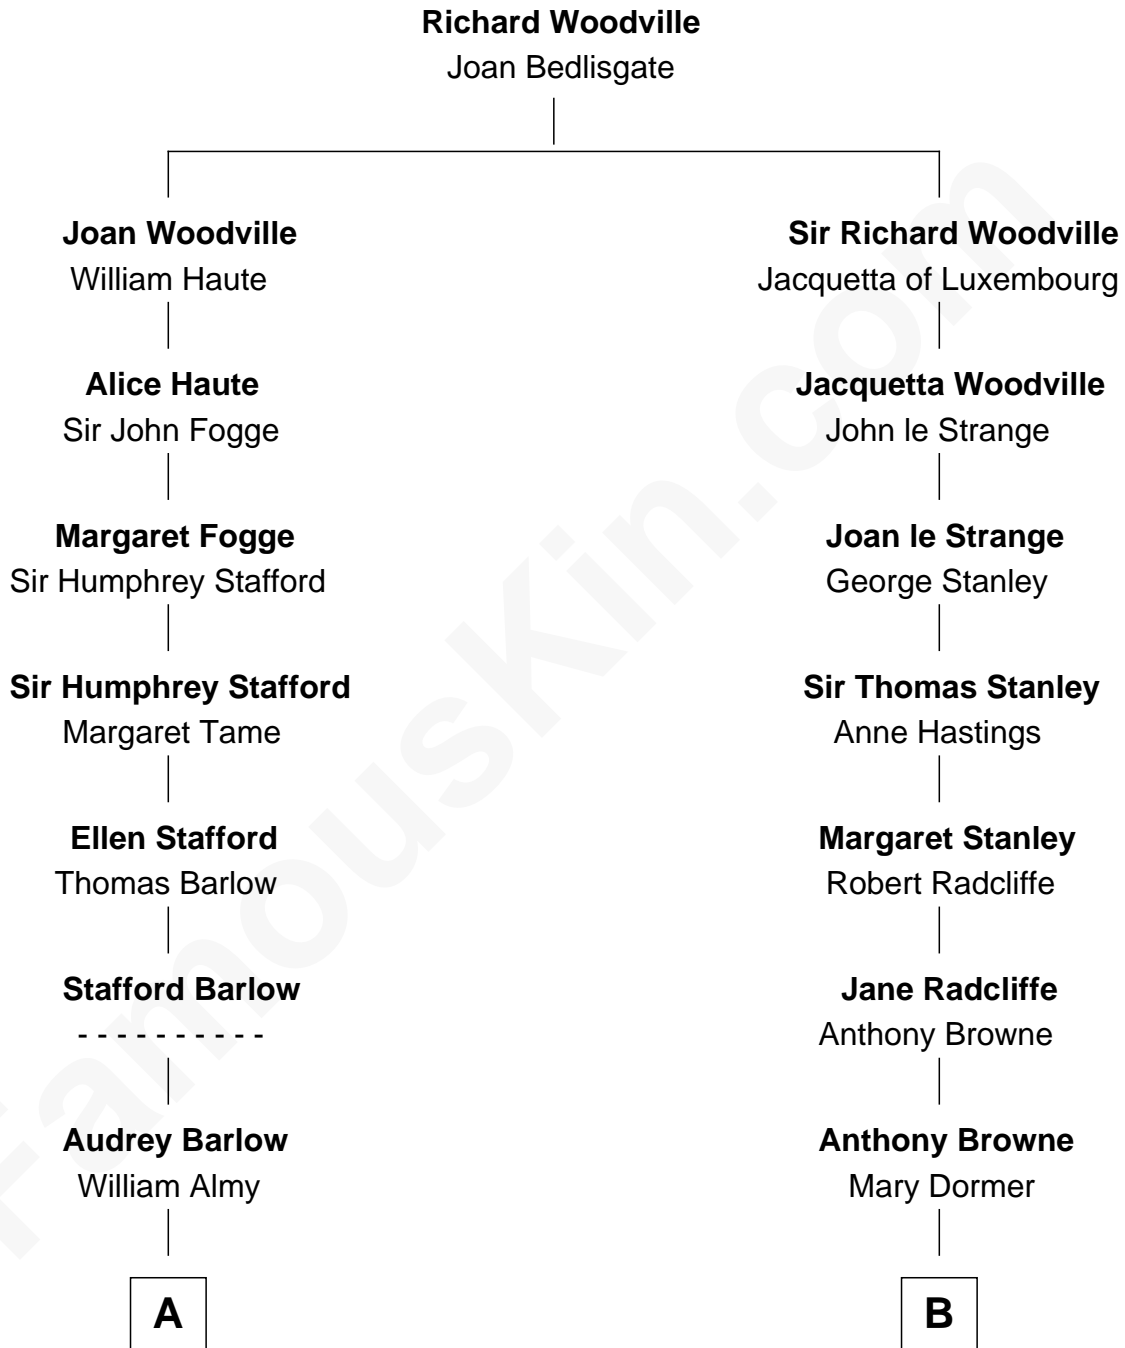 Richard Woodville
Joan Bedlisgate
Joan Woodville
William Haute
Sir Richard Woodville
Jacquetta of Luxembourg
Alice Haute
Sir John Fogge
Jacquetta Woodville
John le Strange
Margaret Fogge
Sir Humphrey Stafford
Joan le Strange
George Stanley
Sir Humphrey Stafford
Margaret Tame
Sir Thomas Stanley
Anne Hastings
Ellen Stafford
Thomas Barlow
Margaret Stanley
Robert Radcliffe
Stafford Barlow
- - - - - - - - - -
Jane Radcliffe
Anthony Browne
Audrey Barlow
William Almy
Anthony Browne
Mary Dormer
A
B
FamousKin.com